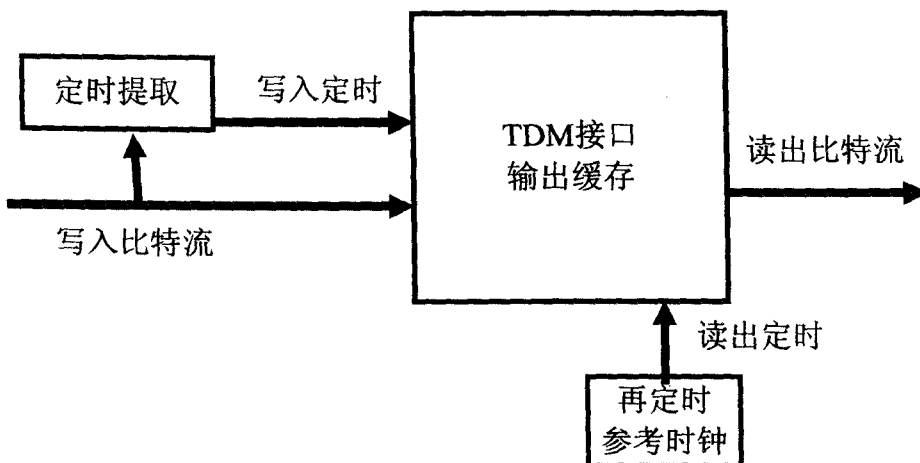 定时提取
写入定时
TDM接口
输出缓存
读出比特流
写入比特流
读出定时
再定时
参考时钟